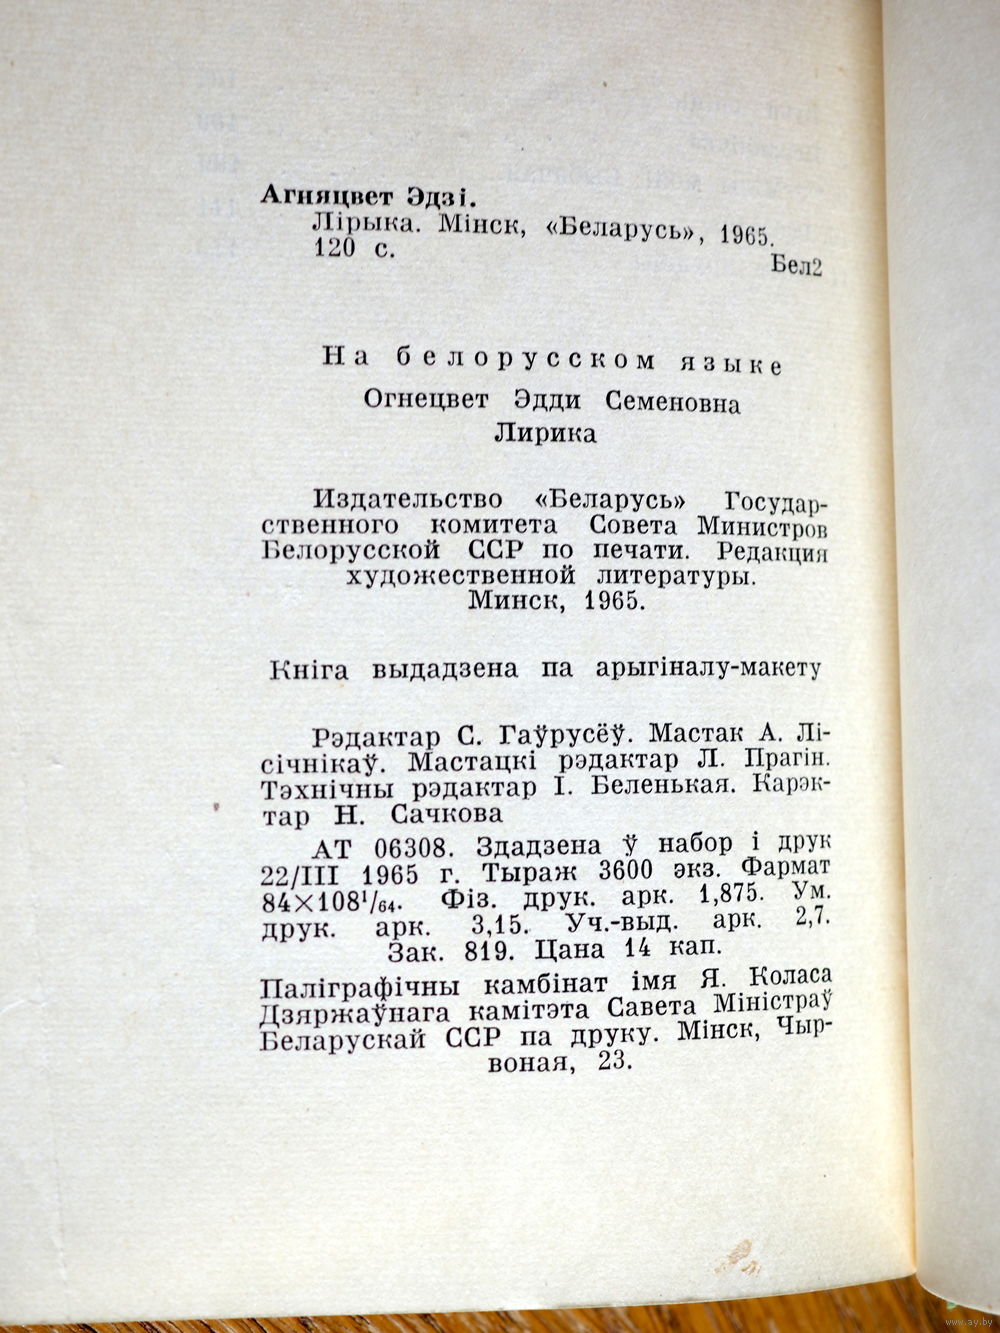 Агняцвет Эдзі.
Лірыка. Мінск, «Беларусь», 1965.
120 с.
Бел2
На белорусском языке
Огнецвет Эдди Семеновна
Лирика
Издательство «Беларусь» Государ-
ственного комитета Совета Министров
Белорусской ССР по печати. Редакция
художественной литературы.
Минск, 1965.
Кніга выдадзена па арыгіналу-макету
Рэдактар С. Гаўрусёў. Мастак А. Лі-
січнікаў. Мастацкі рэдактар Л. Прагін.
Тэхнічны рэдактар І. Беленькая. Карэк-
тар Н. Сачкова
АТ 06308. Здадзена ў набор і друк
22/III 1965 г. Тыраж 3600 экз. Фармат
84×108¹/₆₄. Фіз. друк. арк. 1,875. Ум.
друк. арк. 3,15. Уч.-выд. арк. 2,7.
Зак. 819. Цана 14 кап.
Паліграфічны камбінат імя Я. Коласа
Дзяржаўнага камітэта Савета Міністраў
Беларускай ССР па друку. Мінск, Чыр-
воная, 23.
www.ay.by